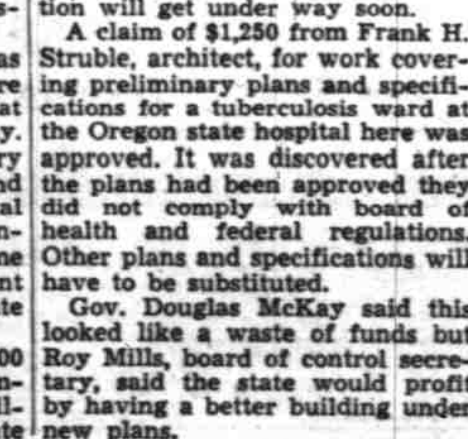 tion will get under way soon.
A claim of $1,250 from Frank H.
Struble, architect, for work cover-
ing preliminary plans and specifi-
cations for a tuberculosis ward at
the Oregon state hospital here was
approved. It was discovered after
the plans had been approved they
did not comply with board of
health and federal regulations.
Other plans and specifications will
have to be substituted.
Gov. Douglas McKay said this
looked like a waste of funds but
Roy Mills, board of control secre-
tary, said the state would profit
by having a better building under
new plans.